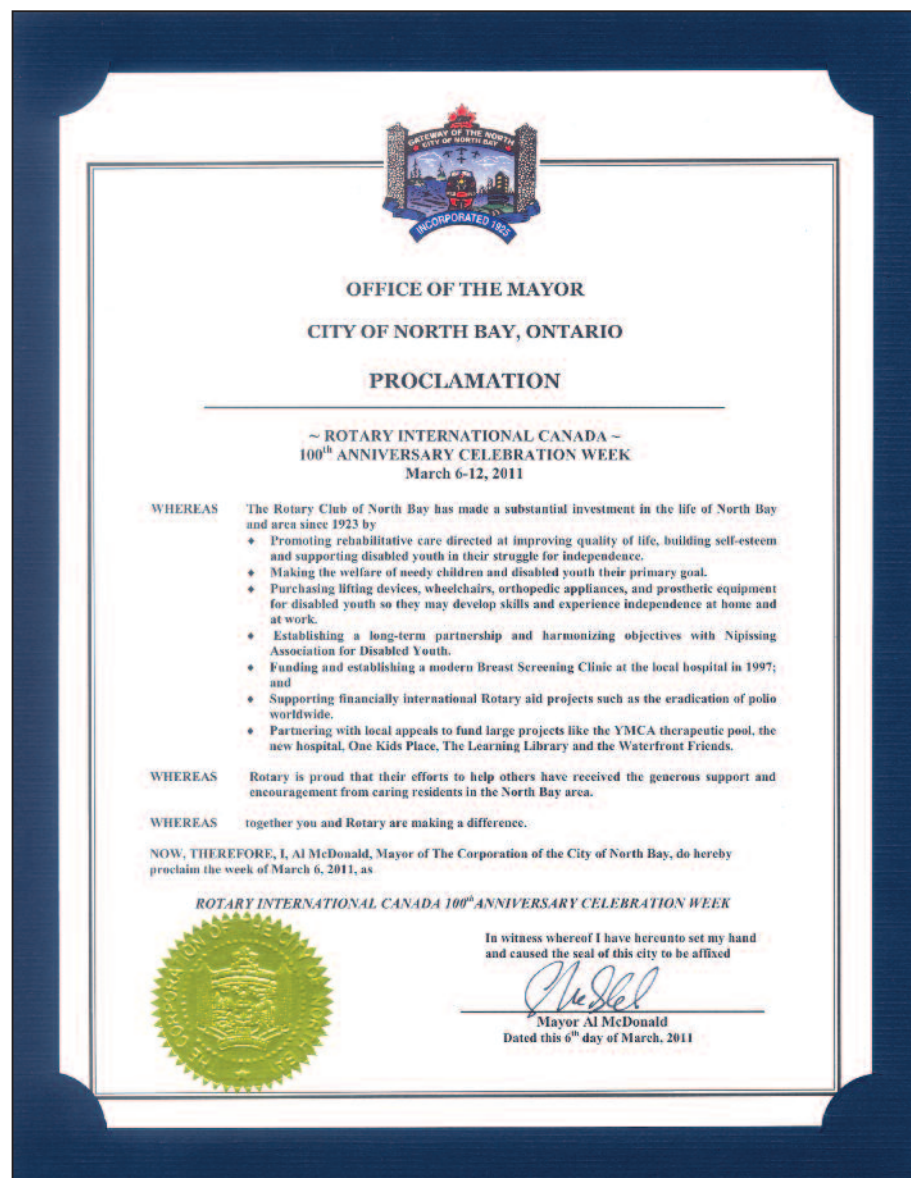 GATEWAY OF THE NORTH
CITY OF NORTH BAY
INCORPORATED 1925
OFFICE OF THE MAYOR
CITY OF NORTH BAY, ONTARIO
PROCLAMATION
~ ROTARY INTERNATIONAL CANADA ~
100th ANNIVERSARY CELEBRATION WEEK
March 6-12, 2011
WHEREAS The Rotary Club of North Bay has made a substantial investment in the life of North Bay
and area since 1923 by
♦ Promoting rehabilitative care directed at improving quality of life, building self-esteem
and supporting disabled youth in their struggle for independence.
♦ Making the welfare of needy children and disabled youth their primary goal.
♦ Purchasing lifting devices, wheelchairs, orthopedic appliances, and prosthetic equipment
for disabled youth so they may develop skills and experience independence at home and
at work.
♦ Establishing a long-term partnership and harmonizing objectives with Nipissing
Association for Disabled Youth.
♦ Funding and establishing a modern Breast Screening Clinic at the local hospital in 1997;
and
♦ Supporting financially international Rotary aid projects such as the eradication of polio
worldwide.
♦ Partnering with local appeals to fund large projects like the YMCA therapeutic pool, the
new hospital, One Kids Place, The Learning Library and the Waterfront Friends.
WHEREAS Rotary is proud that their efforts to help others have received the generous support and
encouragement from caring residents in the North Bay area.
WHEREAS together you and Rotary are making a difference.
NOW, THEREFORE, I, Al McDonald, Mayor of The Corporation of the City of North Bay, do hereby
proclaim the week of March 6, 2011, as
ROTARY INTERNATIONAL CANADA 100th ANNIVERSARY CELEBRATION WEEK
In witness whereof I have hereunto set my hand
and caused the seal of this city to be affixed
Mayor Al McDonald
Dated this 6th day of March, 2011
THE CORPORATION OF THE CITY OF